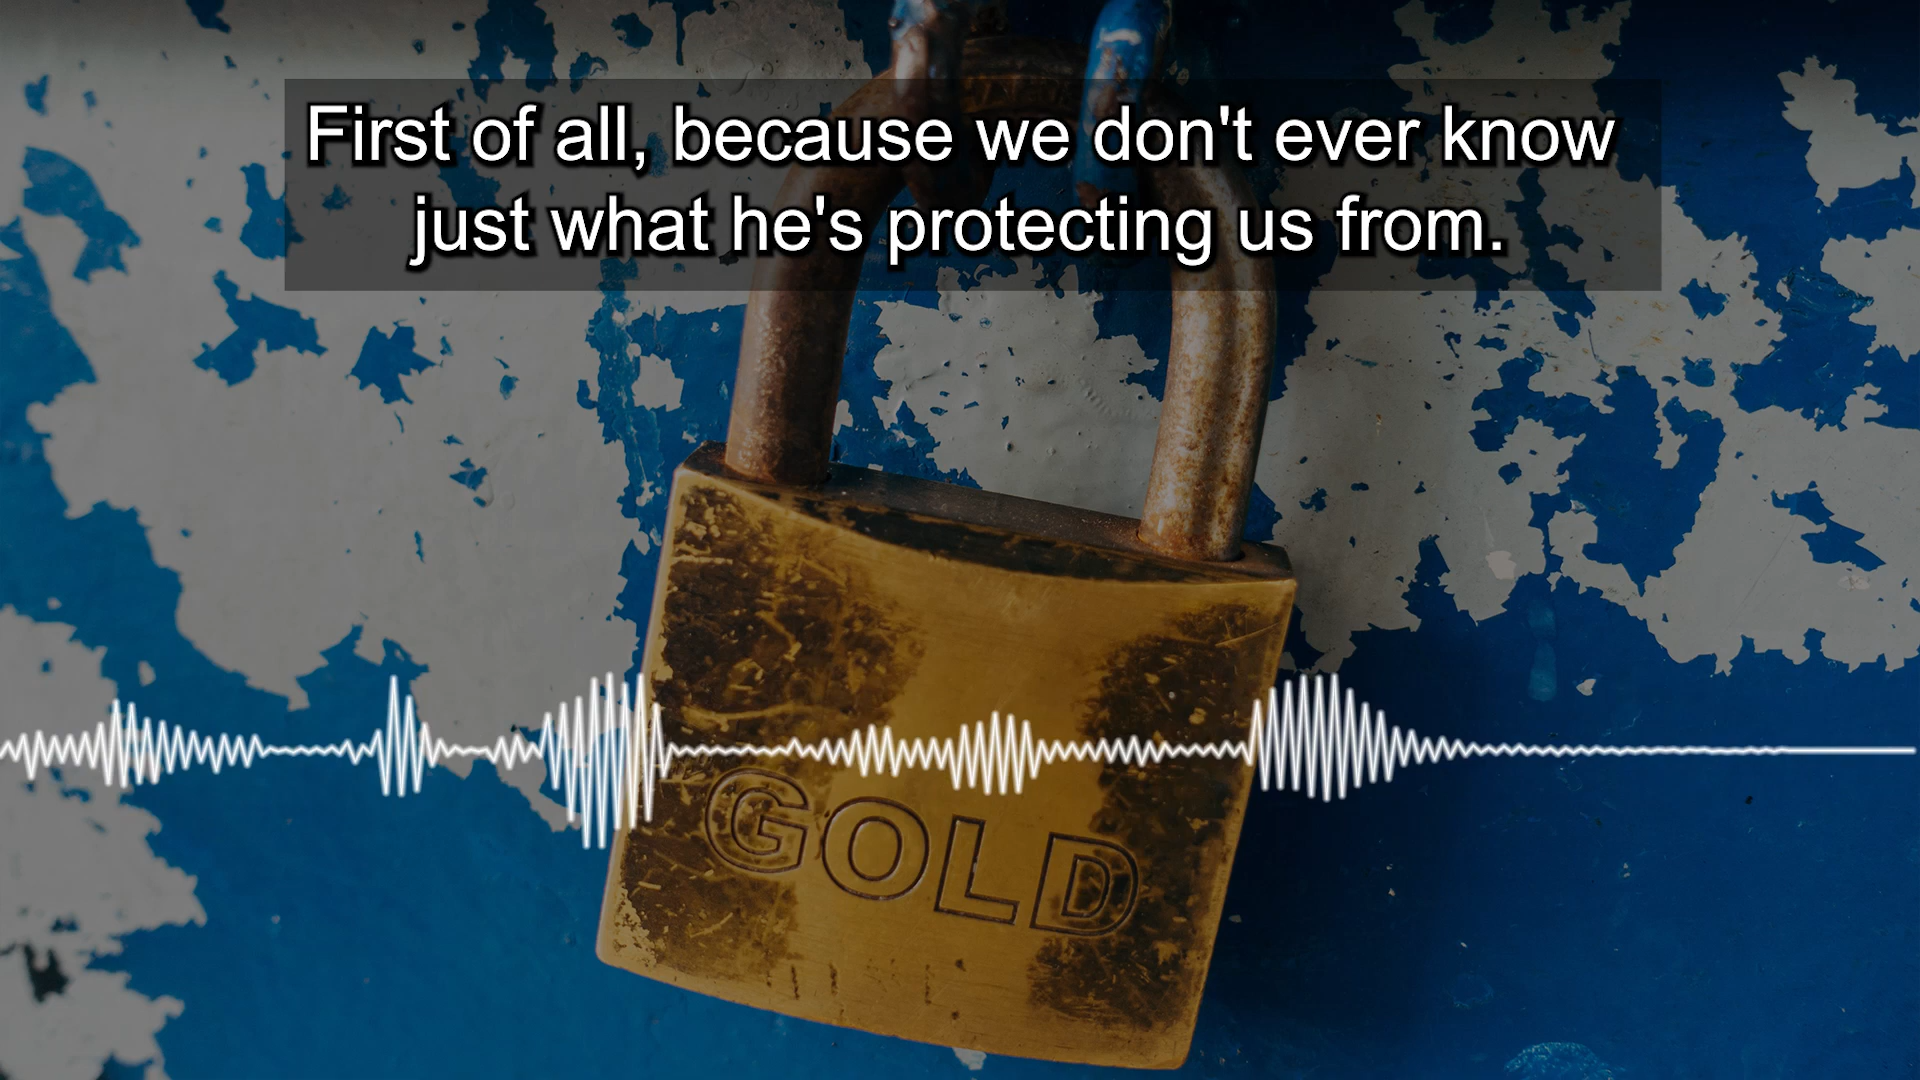 First of all, because we don't ever know
just what he's protecting us from.
GOLD